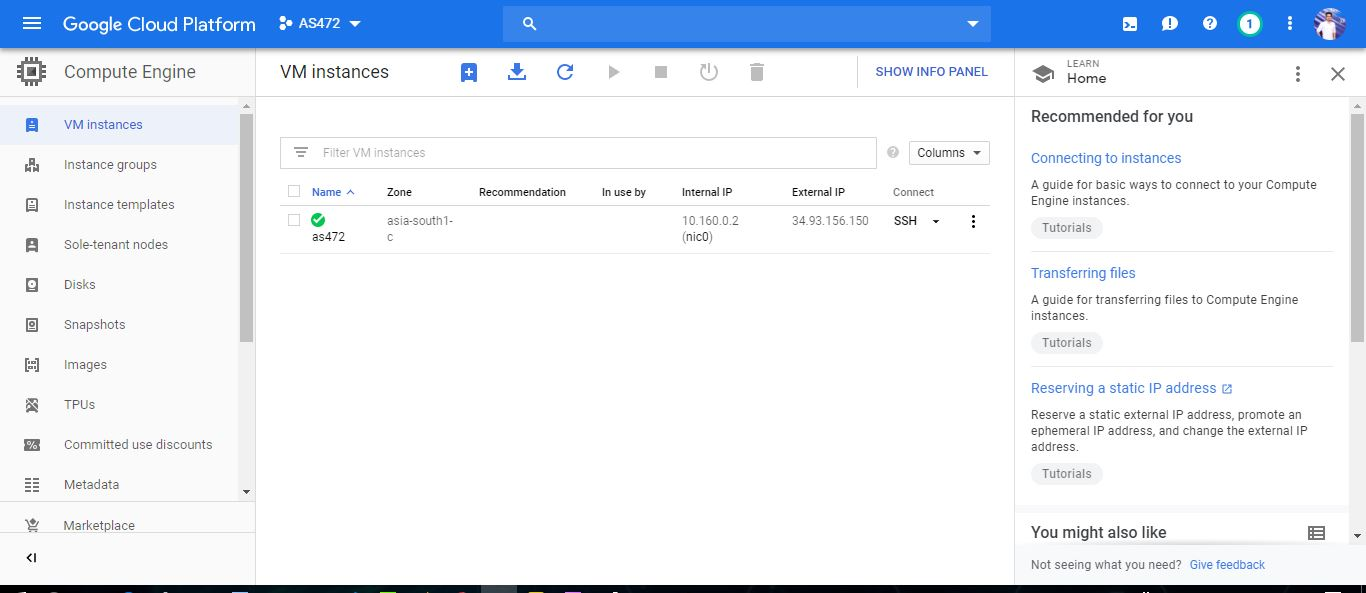 Google Cloud Platform
AS472
1
Compute Engine
VM instances
SHOW INFO PANEL
LEARN
Home
VM instances
Instance groups
Instance templates
Sole-tenant nodes
Disks
Snapshots
Images
TPUs
Committed use discounts
Metadata
Marketplace
Filter VM instances
Columns
Name
Zone
Recommendation
In use by
Internal IP
External IP
Connect
as472
asia-south1-
c
10.160.0.2
(nic0)
34.93.156.150
SSH
Recommended for you
Connecting to instances
A guide for basic ways to connect to your Compute
Engine instances.
Tutorials
Transferring files
A guide for transferring files to Compute Engine
instances.
Tutorials
Reserving a static IP address
Reserve a static external IP address, promote an
ephemeral IP address, and change the external IP
address.
Tutorials
You might also like
Not seeing what you need? Give feedback